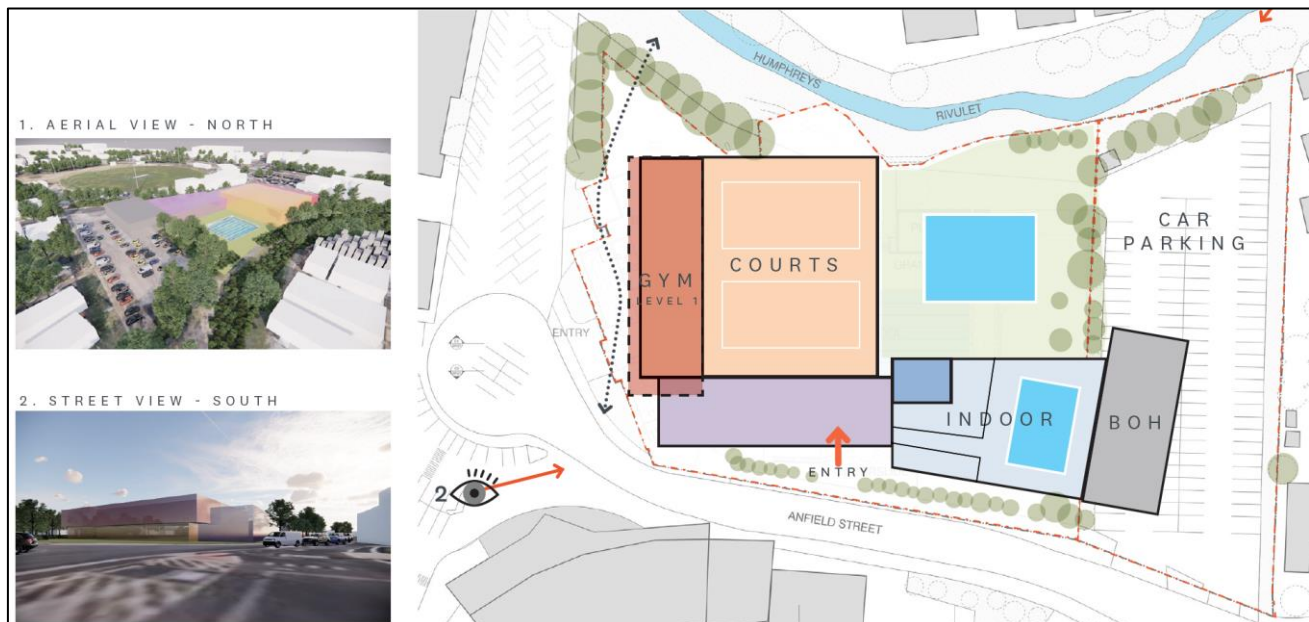 1. AERIAL VIEW - NORTH
2. STREET VIEW - SOUTH
HUMPHREYS
RIVULET
CAR
PARKING
COURTS
GYM
LEVEL 1
ENTRY
INDOOR
BOH
ENTRY
2
ANFIELD STREET